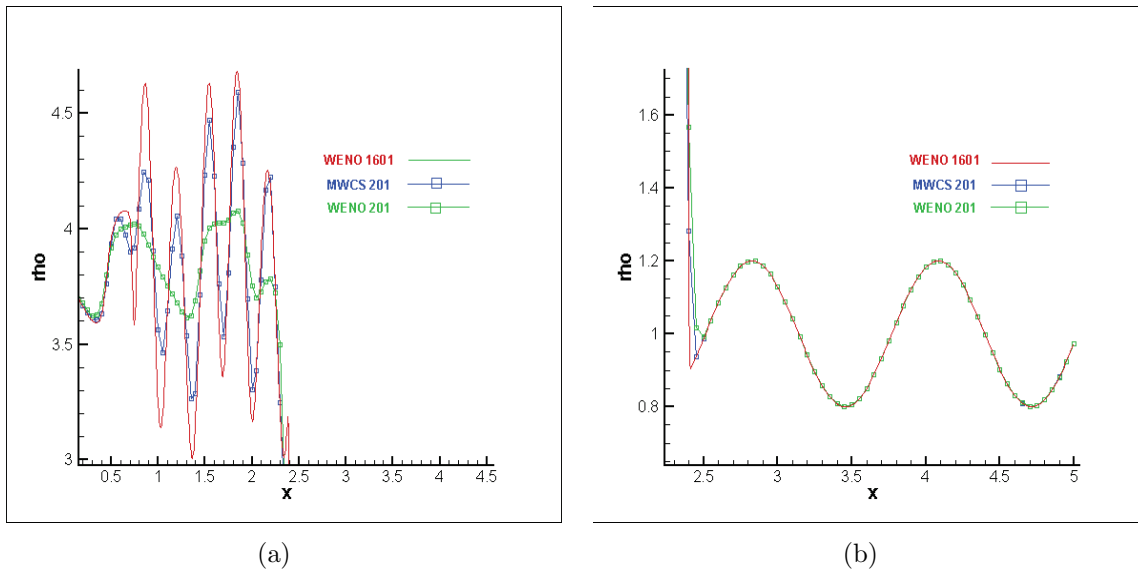 4.5
4
3.5
3
rho
WENO 1601
MWCS 201
WENO 201
0.5 1 1.5 2 2.5 3 3.5 4 4.5
x
(a)
1.6
1.4
1.2
1
0.8
rho
WENO 1601
MWCS 201
WENO 201
2.5 3 3.5 4 4.5 5
x
(b)